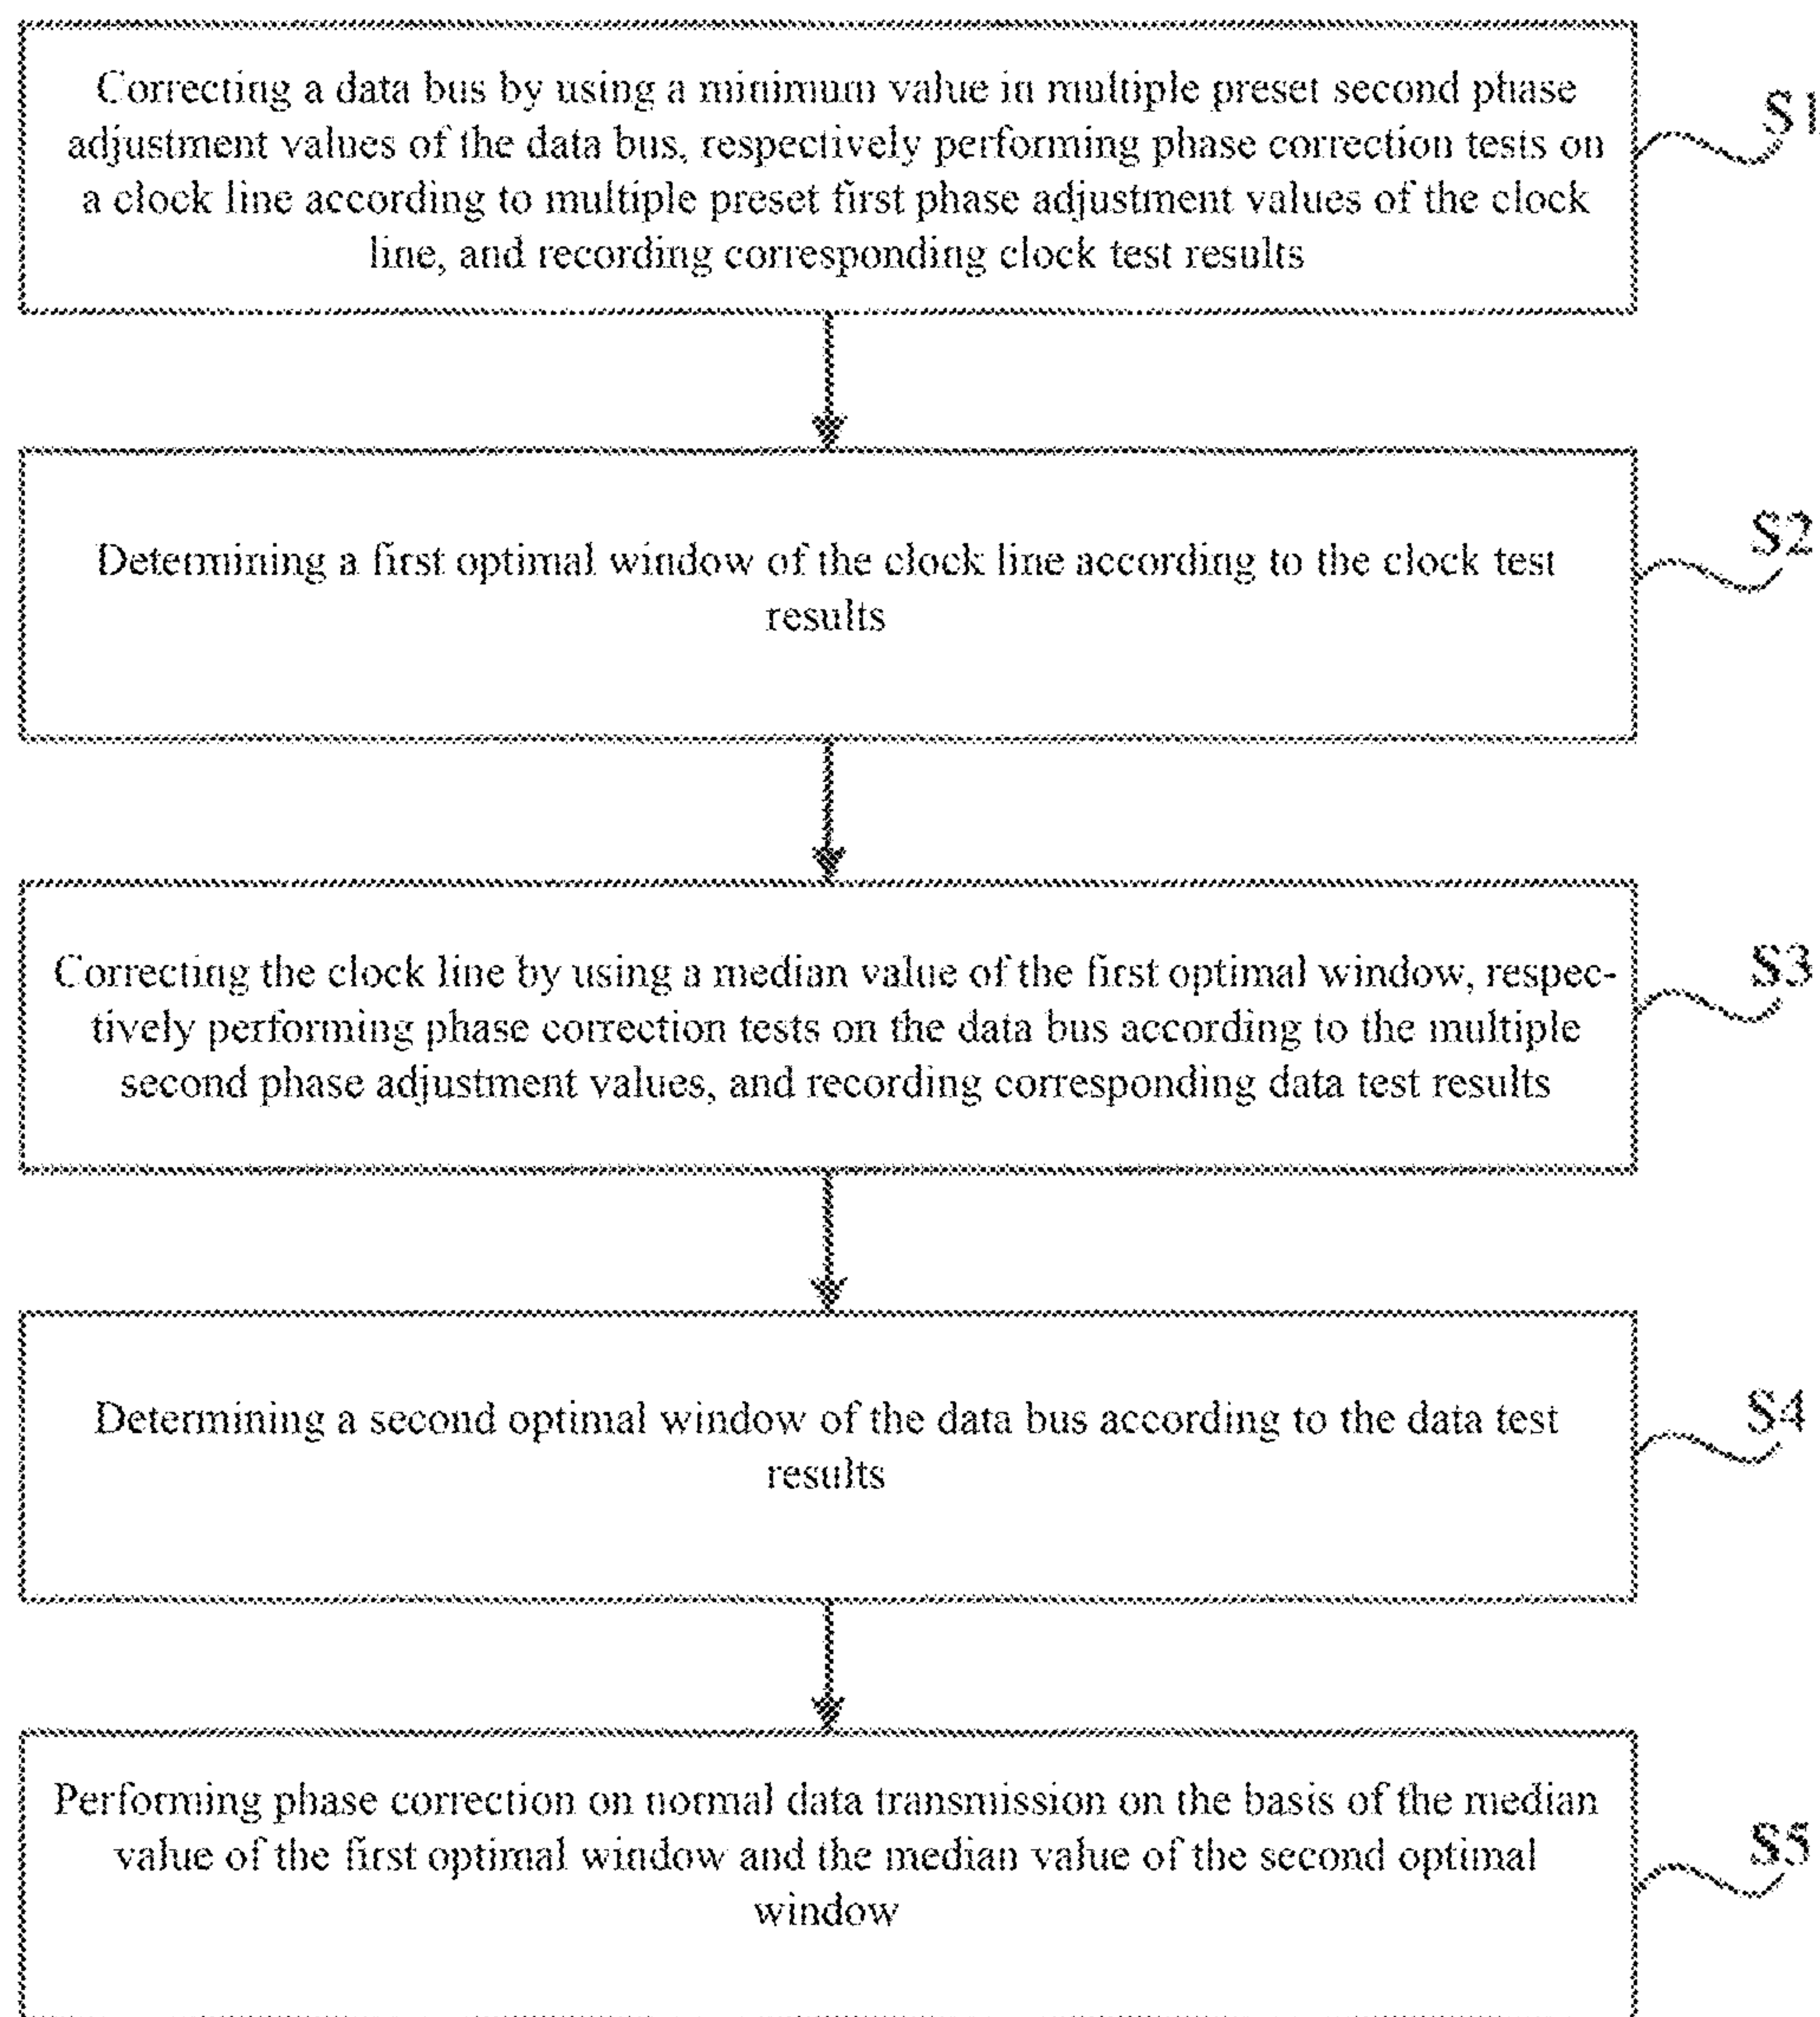 Correcting a data bus by using a minimum value in multiple preset second phase
adjustment values of the data bus, respectively performing phase correction tests on
a clock line according to multiple preset first phase adjustment values of the clock
line, and recording corresponding clock test results
S1
Determining a first optimal window of the clock line according to the clock test
results
S2
Correcting the clock line by using a median value of the first optimal window, respec-
tively performing phase correction tests on the data bus according to the multiple
second phase adjustment values, and recording corresponding data test results
S3
Determining a second optimal window of the data bus according to the data test
results
S4
Performing phase correction on normal data transmission on the basis of the median
value of the first optimal window and the median value of the second optimal
window
S5